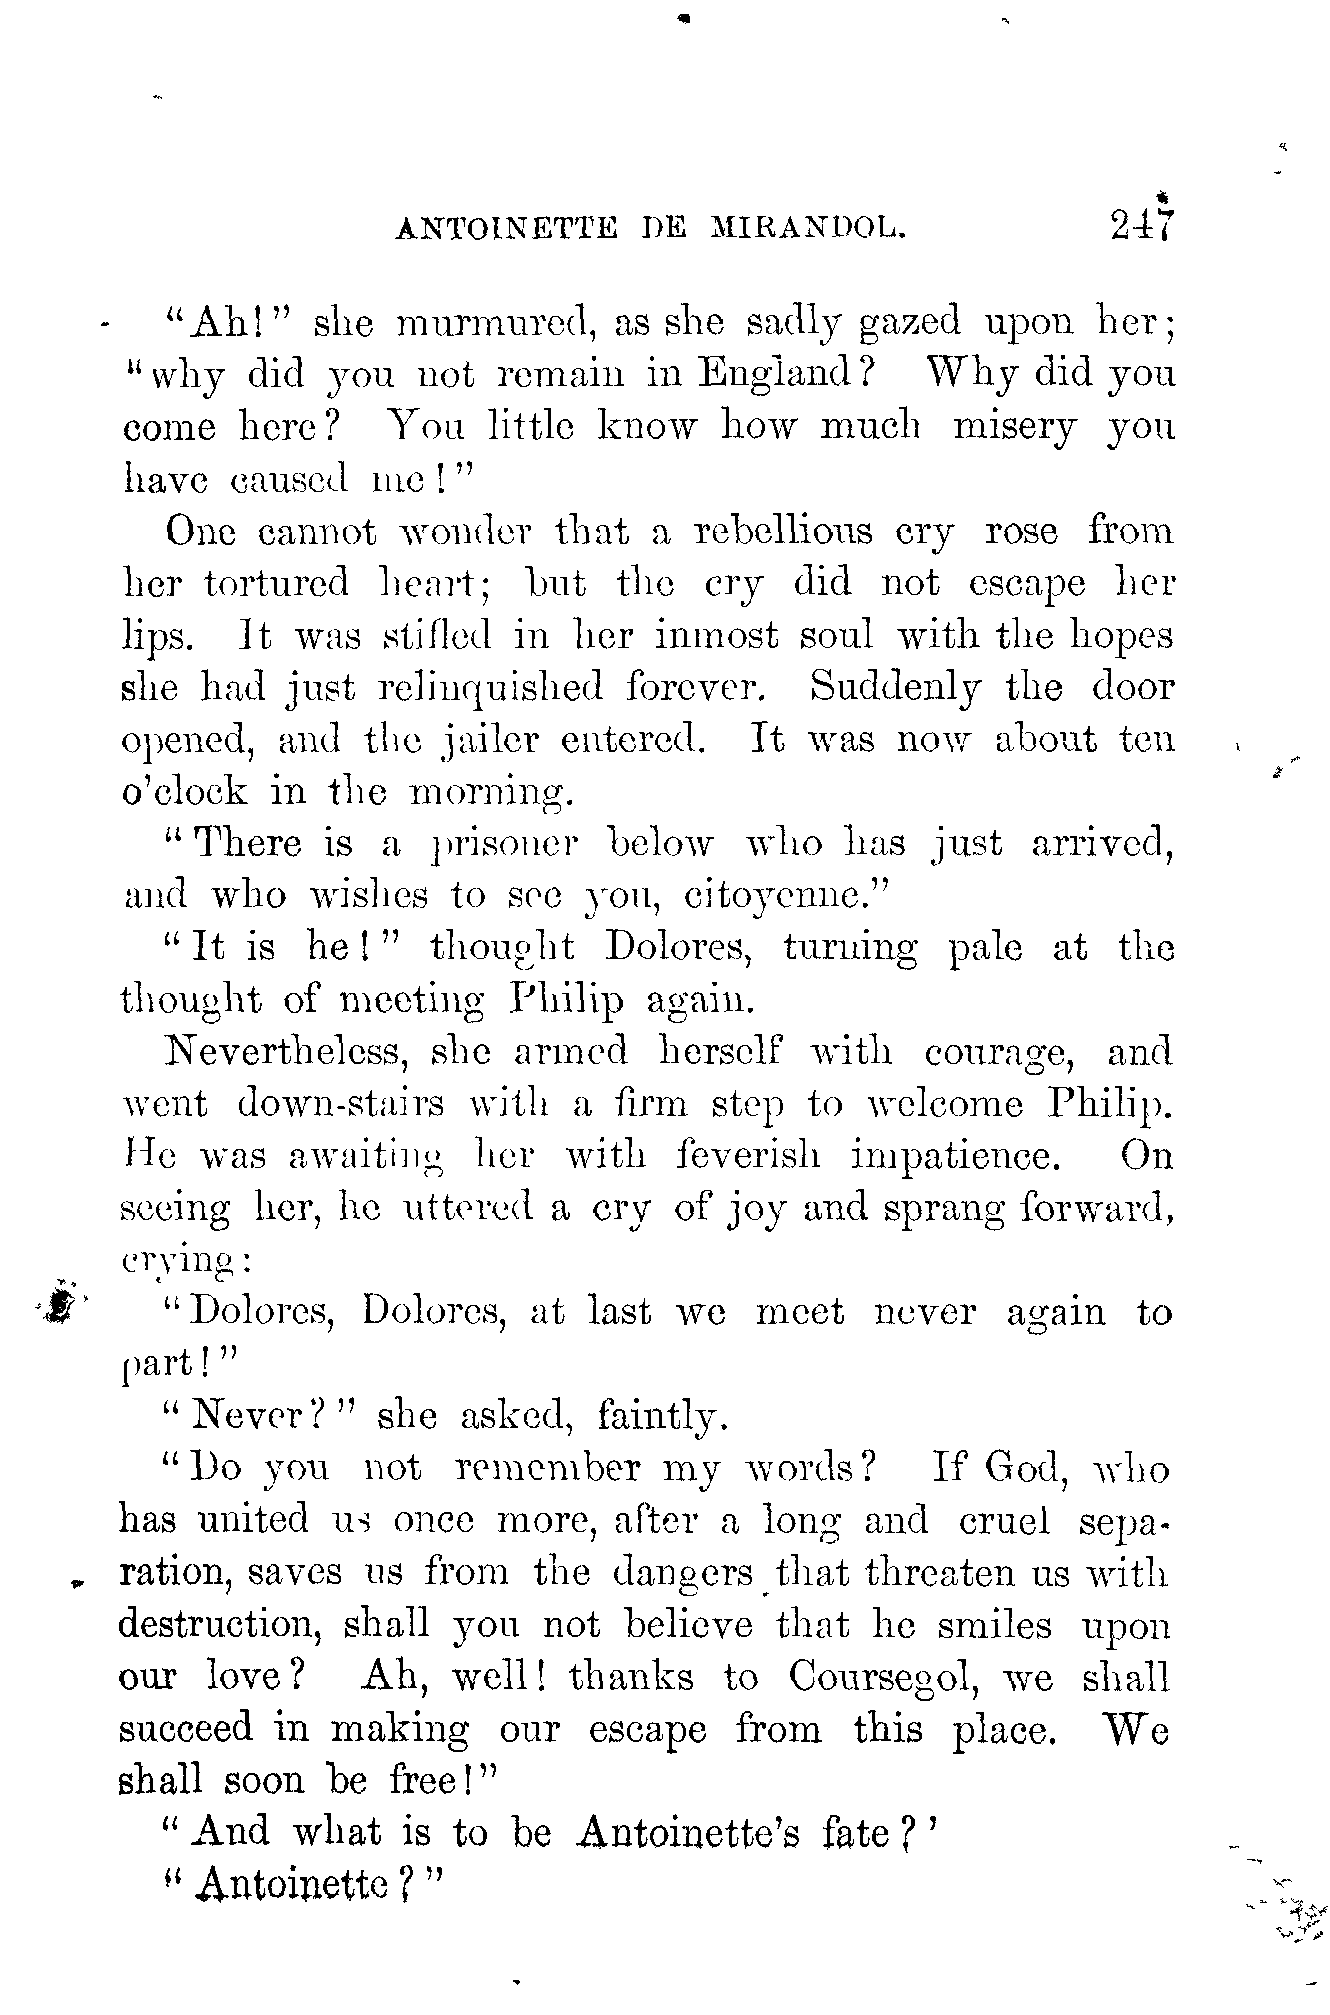 ANTOINETTE DE MIRANDOL. 247
"Ah!" she murmured, as she sadly gazed upon her;
"why did you not remain in England? Why did you
come here? You little know how much misery you
have caused me!"
One cannot wonder that a rebellious cry rose from
her tortured heart; but the cry did not escape her
lips. It was stifled in her inmost soul with the hopes
she had just relinquished forever. Suddenly the door
opened, and the jailer entered. It was now about ten
o'clock in the morning.
"There is a prisoner below who has just arrived,
and who wishes to see you, citoyenne."
"It is he!" thought Dolores, turning pale at the
thought of meeting Philip again.
Nevertheless, she armed herself with courage, and
went down-stairs with a firm step to welcome Philip.
He was awaiting her with feverish impatience. On
seeing her, he uttered a cry of joy and sprang forward,
crying:
"Dolores, Dolores, at last we meet never again to
part!"
"Never?" she asked, faintly.
"Do you not remember my words? If God, who
has united us once more, after a long and cruel sepa-
ration, saves us from the dangers that threaten us with
destruction, shall you not believe that he smiles upon
our love? Ah, well! thanks to Coursegol, we shall
succeed in making our escape from this place. We
shall soon be free!"
"And what is to be Antoinette's fate?'
"Antoinette?"